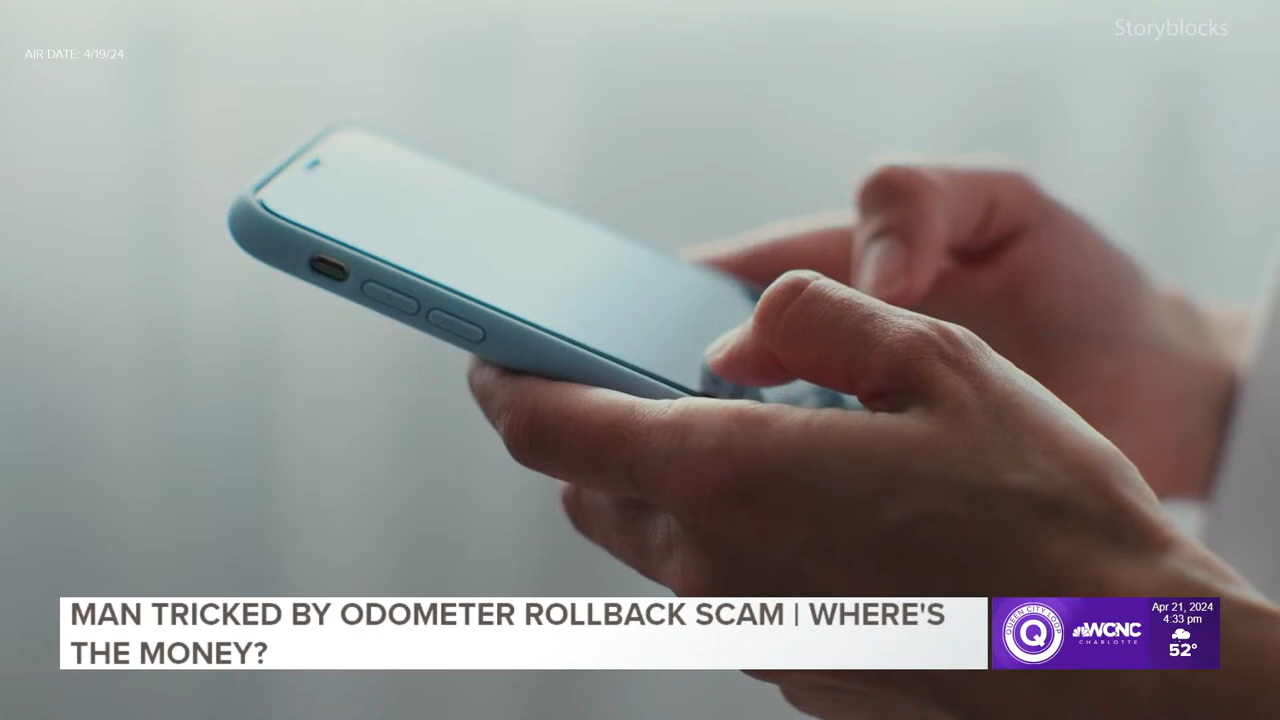 Storyblocks
AIR DATE: 4/19/24
MAN TRICKED BY ODOMETER ROLLBACK SCAM | WHERE'S
THE MONEY?
QUEEN CITY LOOP
Q
WCNC
CHARLOTTE
Apr 21, 2024
4:33 pm
52°